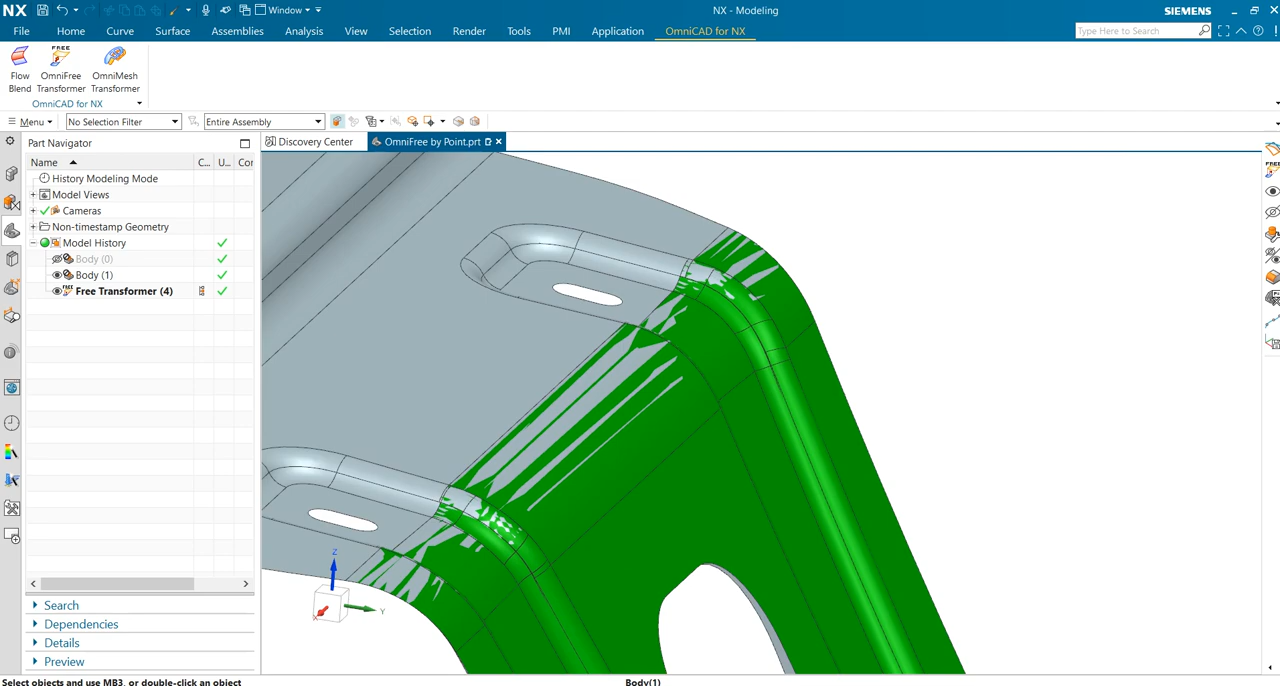 NX Window NX - Modeling SIEMENS
File Home Curve Surface Assemblies Analysis View Selection Render Tools PMI Application OmniCAD for NX Type Here to Search
FREE
Flow OmniFree OmniMesh
Blend Transformer Transformer
OmniCAD for NX
Menu No Selection Filter Entire Assembly
Part Navigator Discovery Center OmniFree by Point.prt
Name C... U... Cor
History Modeling Mode
Model Views
Cameras
Non-timestamp Geometry
Model History
Body (0)
Body (1)
Free Transformer (4)
Z
Y
X
Search
Dependencies
Details
Preview
Select objects and use MB3, or double-click an object Body(1)